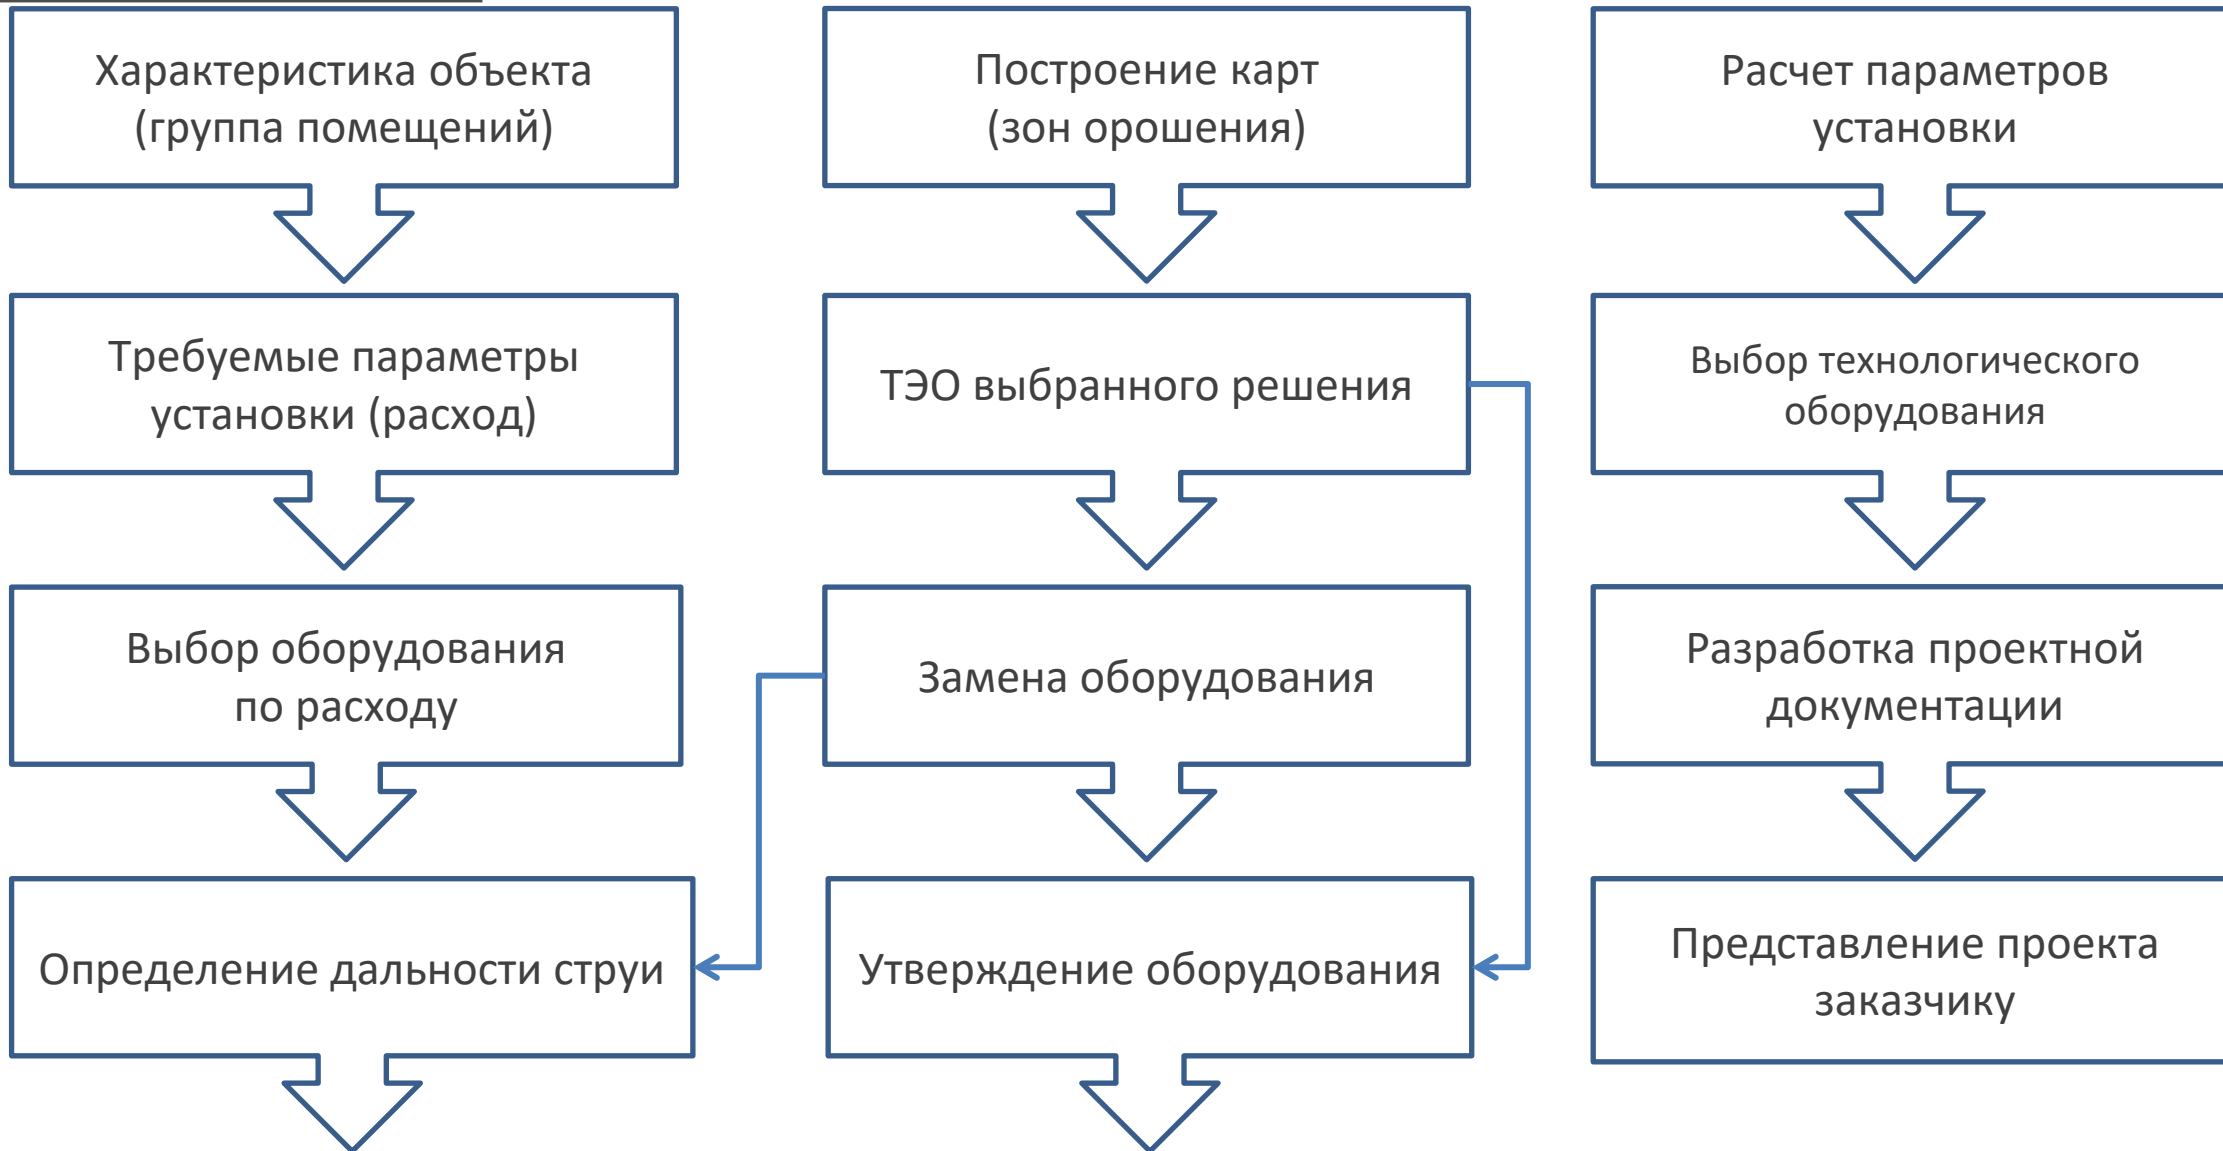 Характеристика объекта
(группа помещений)
Требуемые параметры
установки (расход)
Выбор оборудования
по расходу
Определение дальности струи
Построение карт
(зон орошения)
ТЭО выбранного решения
Замена оборудования
Утверждение оборудования
Расчет параметров
установки
Выбор технологического
оборудования
Разработка проектной
документации
Представление проекта
заказчику